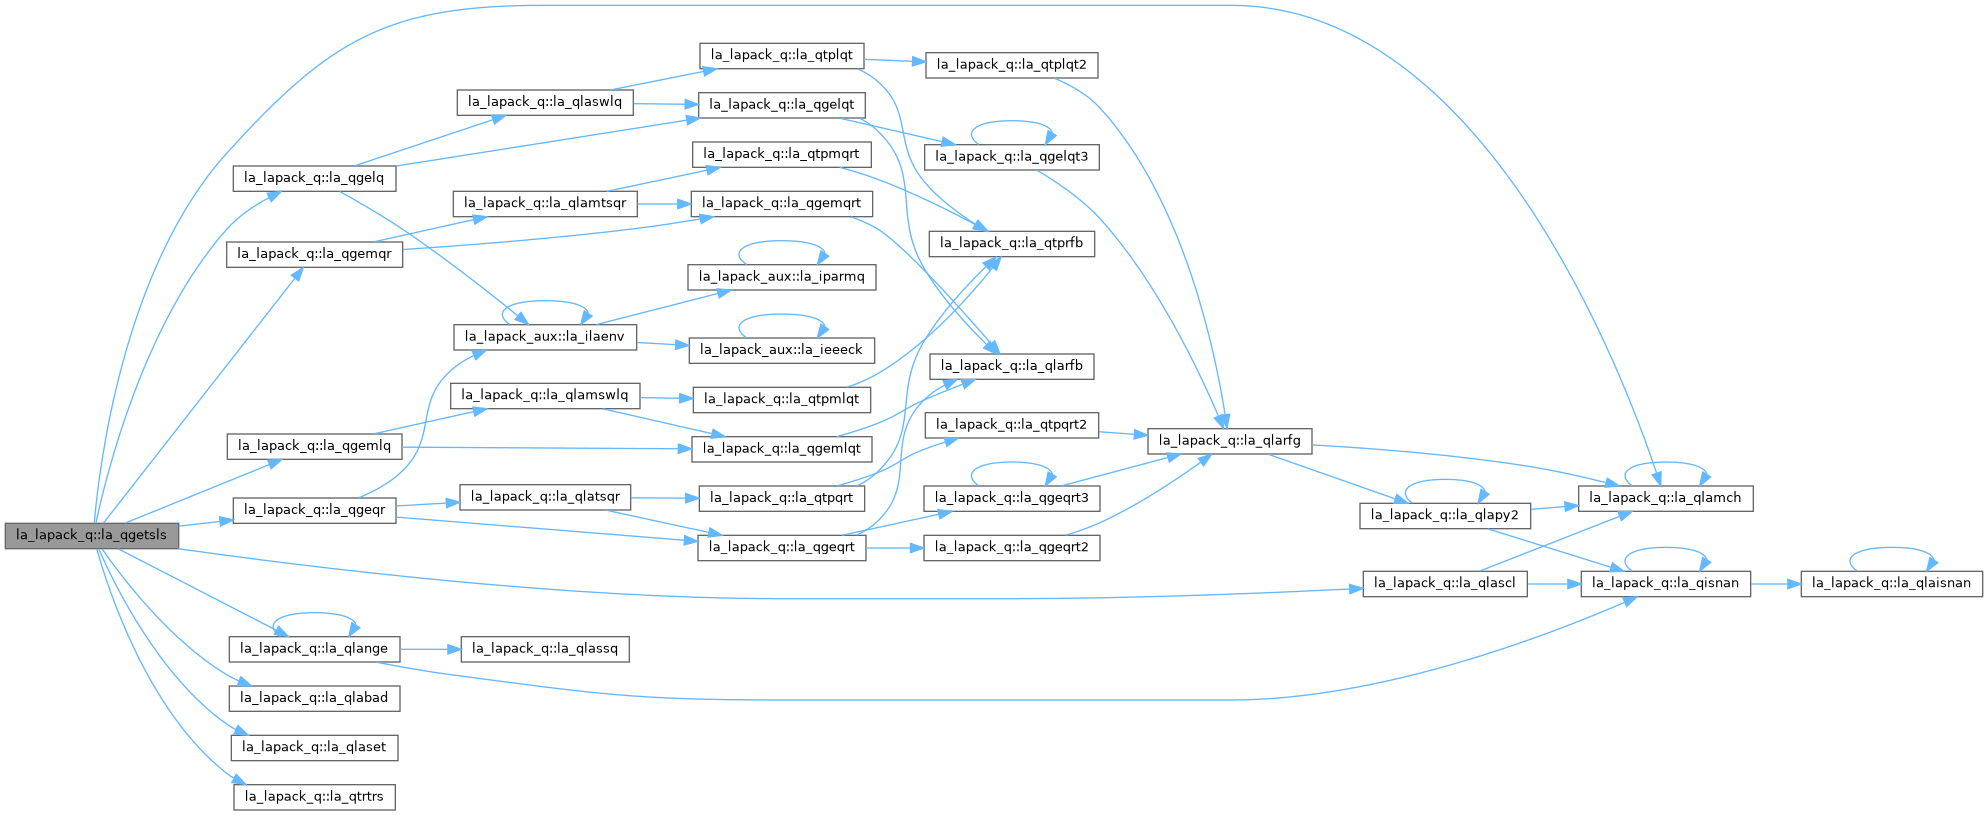 la_lapack_q::la_qgetsls
la_lapack_q::la_qgelq
la_lapack_q::la_qgemqr
la_lapack_q::la_qgemlq
la_lapack_q::la_qgeqr
la_lapack_q::la_qlange
la_lapack_q::la_qlabad
la_lapack_q::la_qlaset
la_lapack_q::la_qtrtrs
la_lapack_q::la_qlaswlq
la_lapack_q::la_qlamtsqr
la_lapack_aux::la_ilaenv
la_lapack_q::la_qlamswlq
la_lapack_q::la_qlatsqr
la_lapack_q::la_qlassq
la_lapack_q::la_qtplqt
la_lapack_q::la_qgelqt
la_lapack_q::la_qtpmqrt
la_lapack_q::la_qgemqrt
la_lapack_aux::la_iparmq
la_lapack_aux::la_ieeeck
la_lapack_q::la_qtpmlqt
la_lapack_q::la_qgemlqt
la_lapack_q::la_qtpqrt
la_lapack_q::la_qgeqrt
la_lapack_q::la_qtplqt2
la_lapack_q::la_qgelqt3
la_lapack_q::la_qtprfb
la_lapack_q::la_qlarfb
la_lapack_q::la_qtpqrt2
la_lapack_q::la_qgeqrt3
la_lapack_q::la_qgeqrt2
la_lapack_q::la_qlarfg
la_lapack_q::la_qlapy2
la_lapack_q::la_qlascl
la_lapack_q::la_qlamch
la_lapack_q::la_qisnan
la_lapack_q::la_qlaisnan